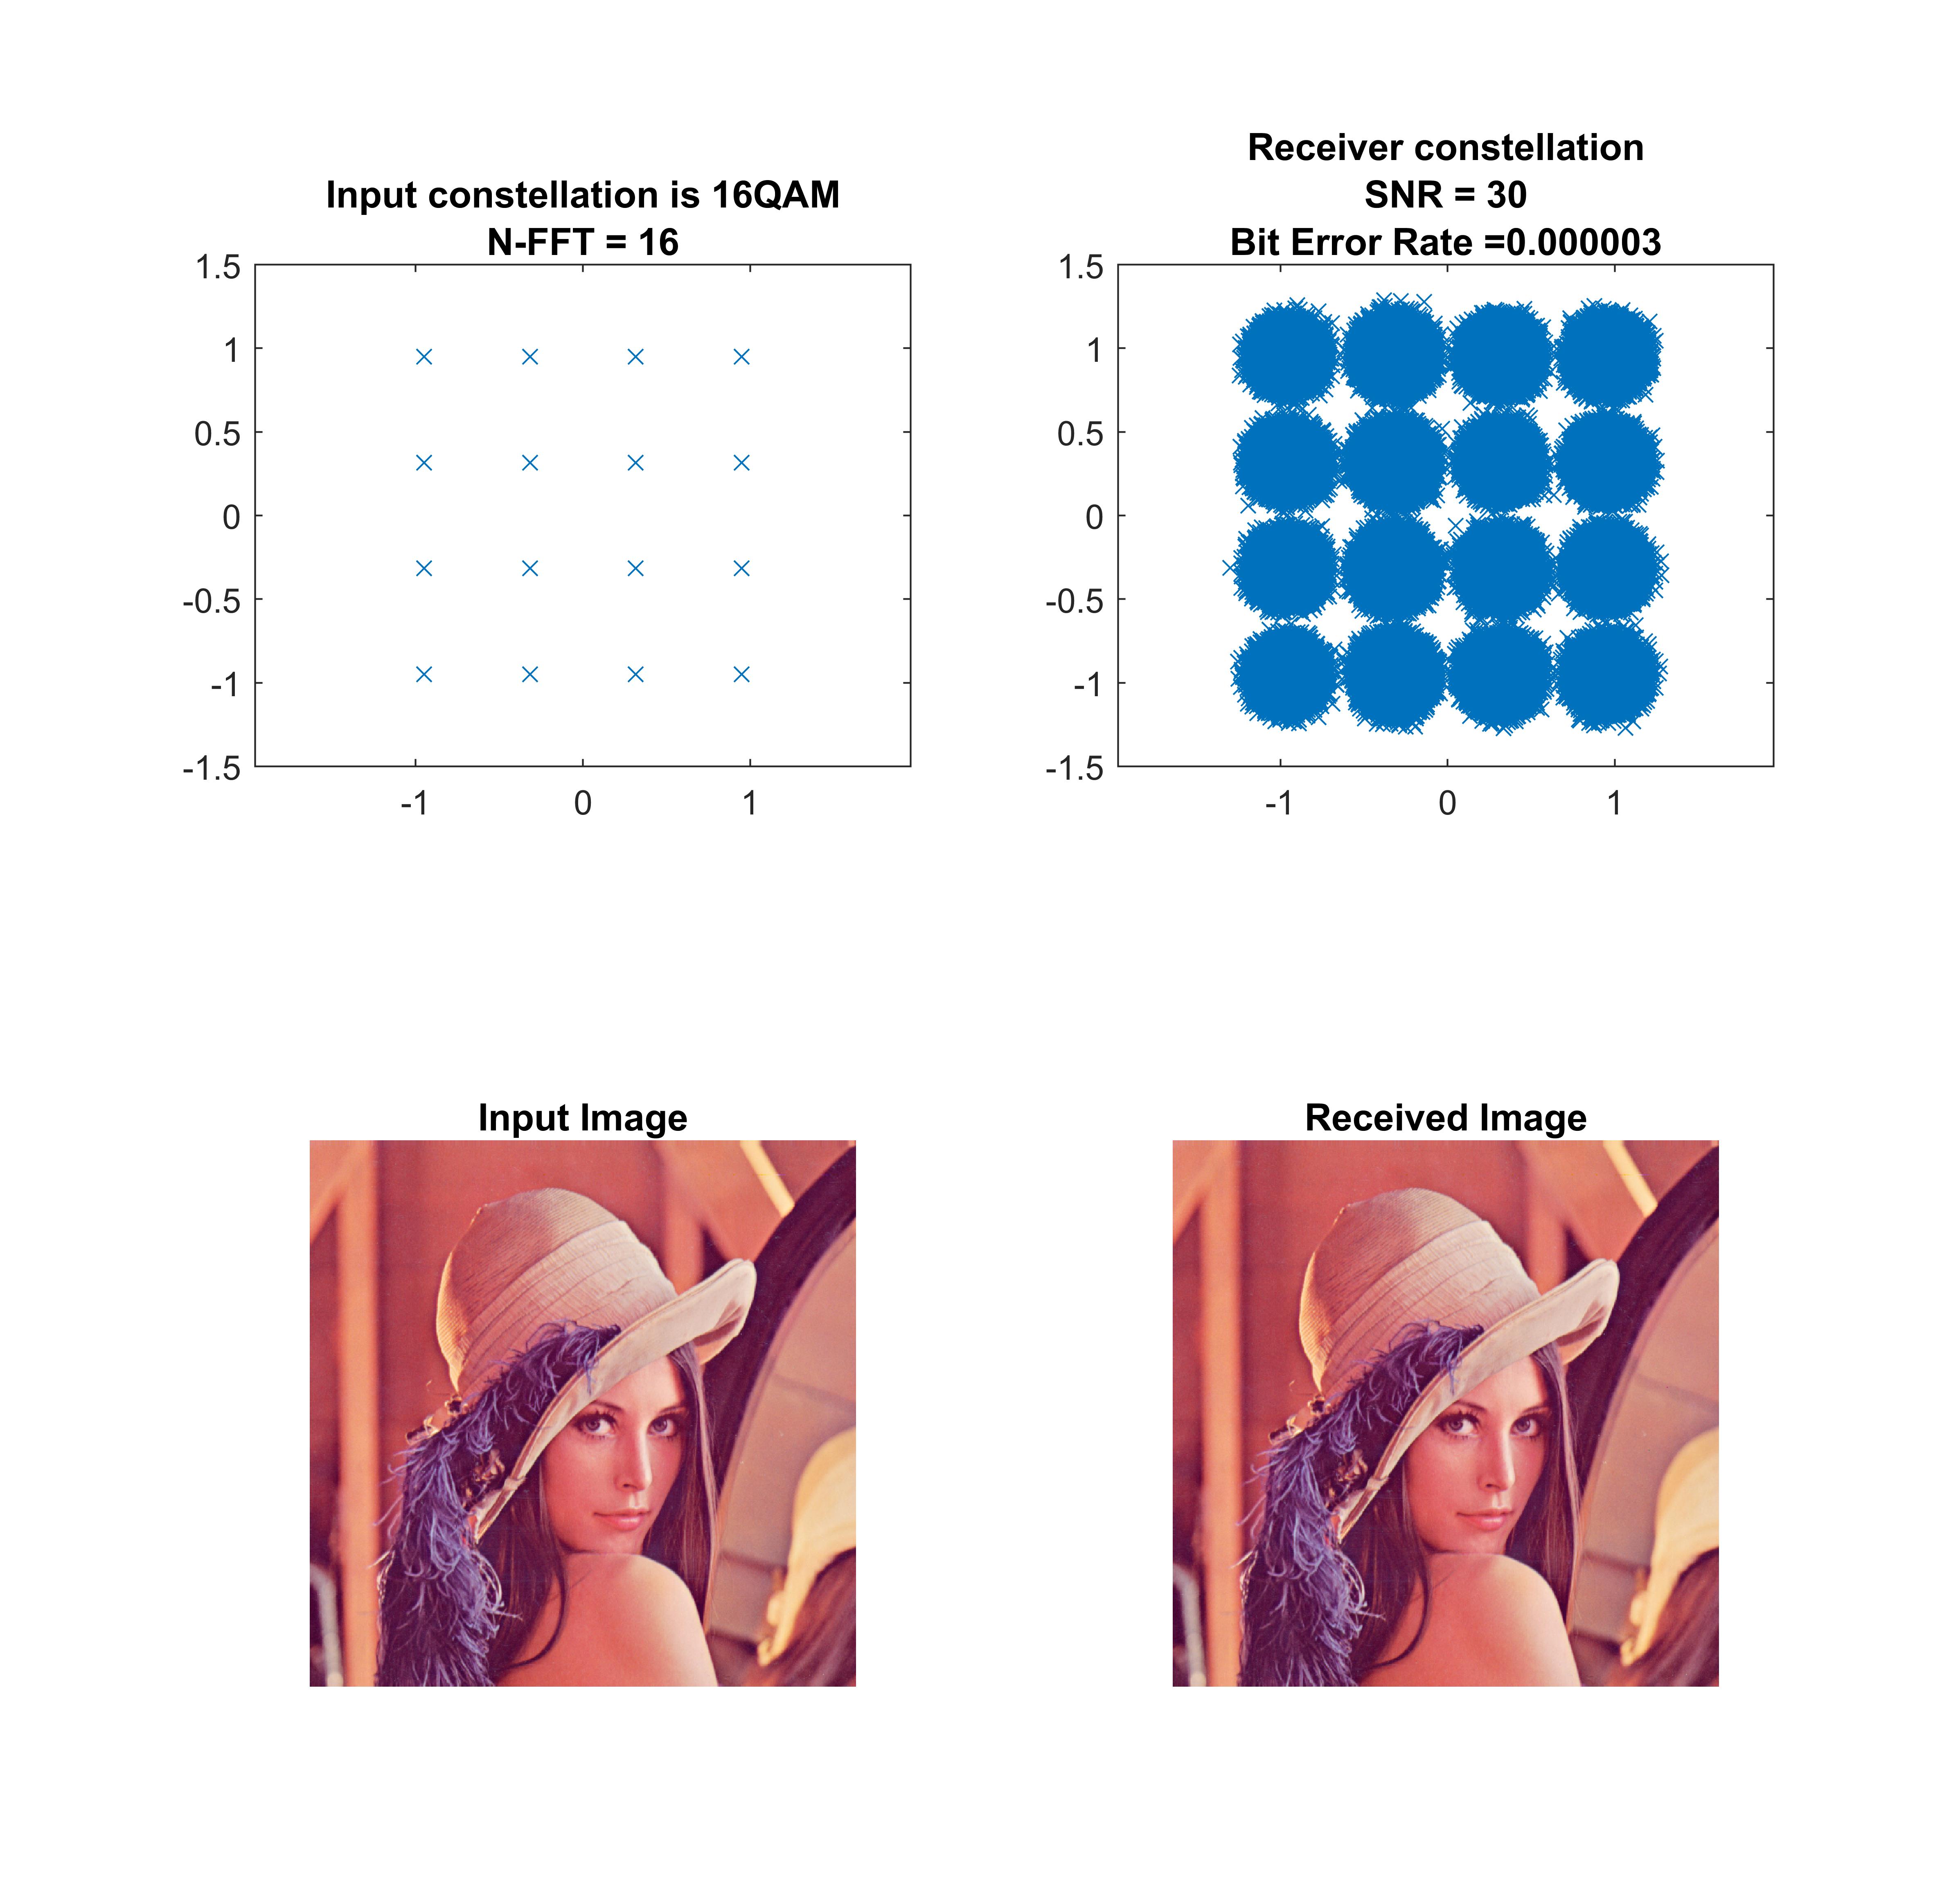 Input constellation is 16QAM
N-FFT = 16
1.5
1
0.5
0
-0.5
-1
-1.5
-1
0
1
Receiver constellation
SNR = 30
Bit Error Rate =0.000003
1.5
1
0.5
0
-0.5
-1
-1.5
-1
0
1
Input Image
Received Image